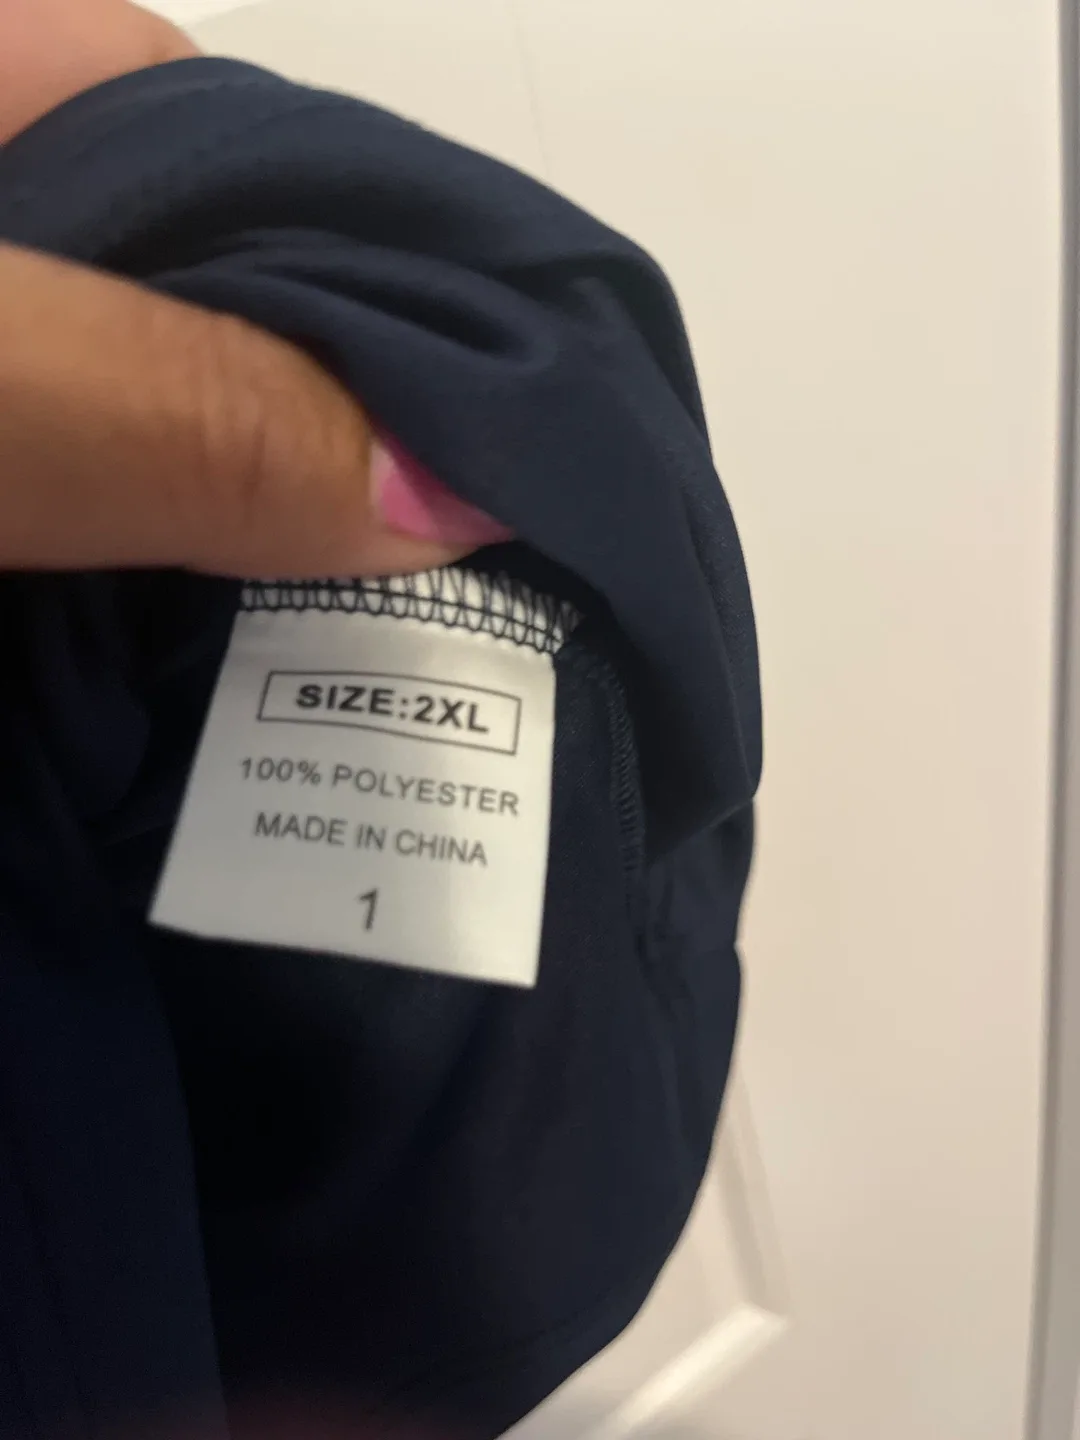 SIZE:2XL
100% POLYESTER
MADE IN CHINA
1